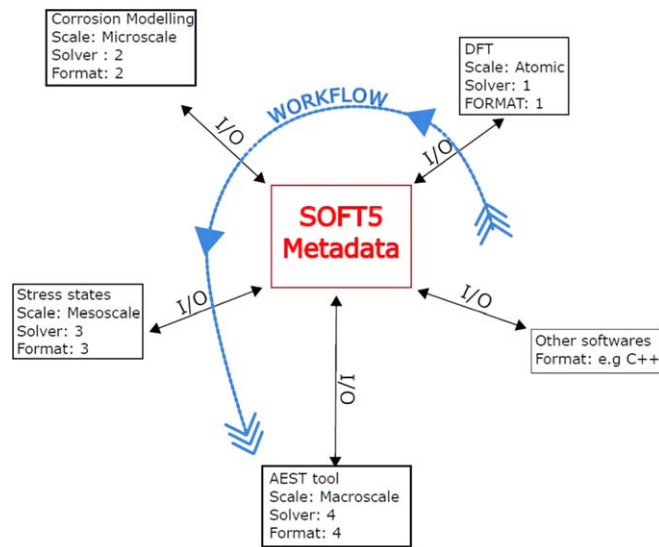 Corrosion Modelling
Scale: Microscale
Solver : 2
Format: 2
DFT
Scale: Atomic
Solver: 1
FORMAT: 1
WORKFLOW
I/O
I/O
SOFT5
Metadata
Stress states
Scale: Mesoscale
Solver: 3
Format: 3
I/O
I/O
Other softwares
Format: e.g C++
I/O
AEST tool
Scale: Macroscale
Solver: 4
Format: 4